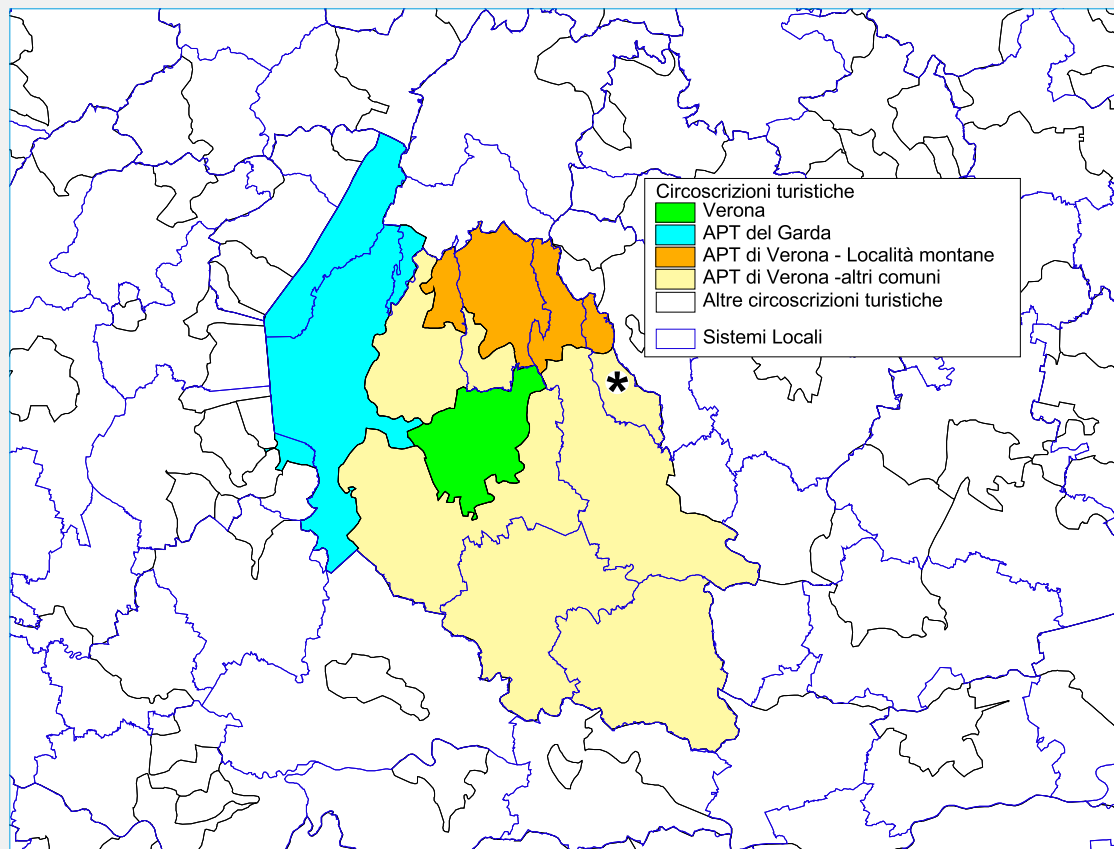 Circoscrizioni turistiche
Verona
APT del Garda
APT di Verona - Località montane
APT di Verona -altri comuni
Altre circoscrizioni turistiche
Sistemi Locali
*